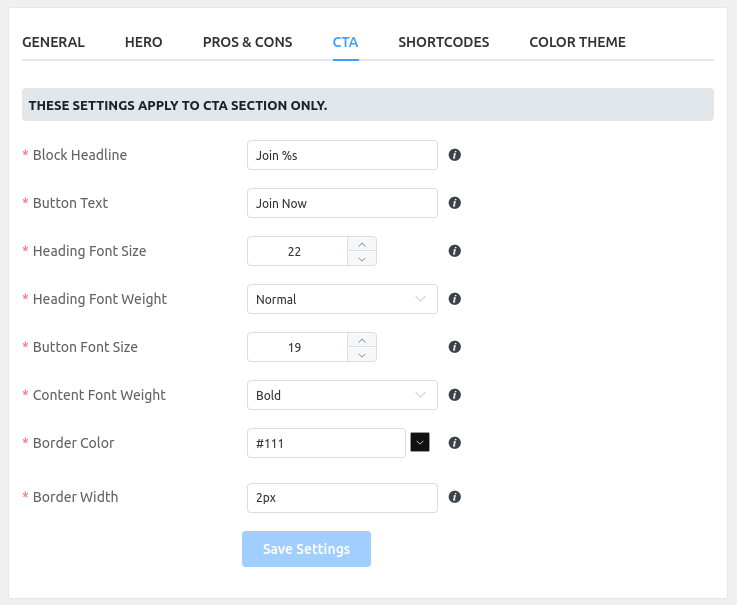 GENERAL HERO PROS & CONS CTA SHORTCODES COLOR THEME
THESE SETTINGS APPLY TO CTA SECTION ONLY.
* Block Headline Join %s i
* Button Text Join Now i
* Heading Font Size 22 i
* Heading Font Weight Normal i
* Button Font Size 19 i
* Content Font Weight Bold i
* Border Color #111 i
* Border Width 2px i
Save Settings